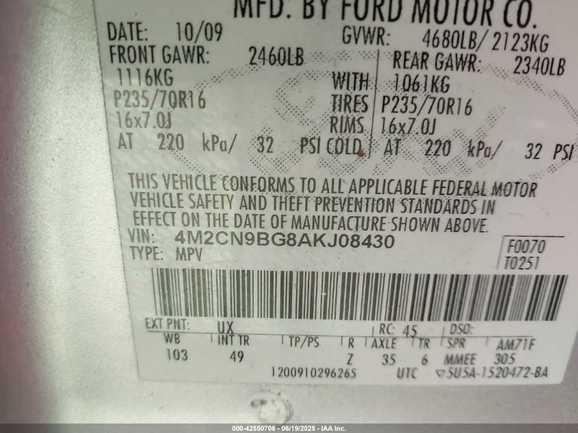 MFD. BY FORD MOTOR CO.
DATE: 10/09 GVWR: 4680LB/ 2123KG
FRONT GAWR: 2460LB REAR GAWR: 2340LB
1116KG WITH 1061KG
P235/70R16 TIRES P235/70R16
16x7.0J RIMS 16x7.0J
AT 220 kPa/ 32 PSI COLD AT 220 kPa/ 32 PSI
THIS VEHICLE CONFORMS TO ALL APPLICABLE FEDERAL MOTOR
VEHICLE SAFETY AND THEFT PREVENTION STANDARDS IN
EFFECT ON THE DATE OF MANUFACTURE SHOWN ABOVE.
VIN: 4M2CN9BG8AKJ08430 F0070
TYPE: MPV T0251
EXT PNT: UX RC: 45 DSO:
WB INT TR TP/PS R AXLE TR SPR AM71F
103 49 Z 35 6 MMEE 305
1200910296265 UTC 5U5A-1520472-BA
000-42550708 - 06/19/2025 - IAA Inc.